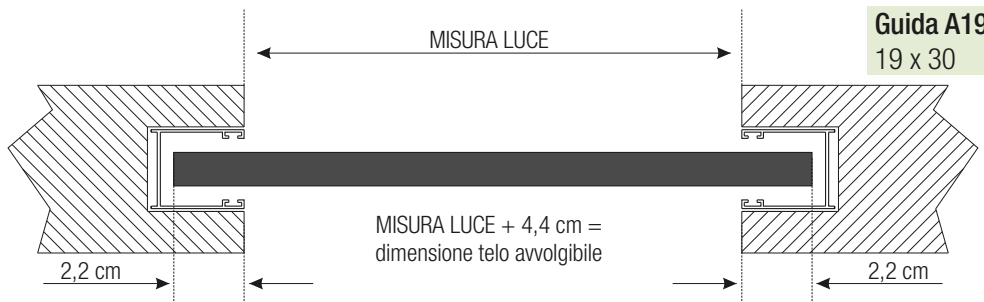 MISURA LUCE
Guida A19
19 x 30
MISURA LUCE + 4,4 cm =
dimensione telo avvolgibile
2,2 cm
2,2 cm